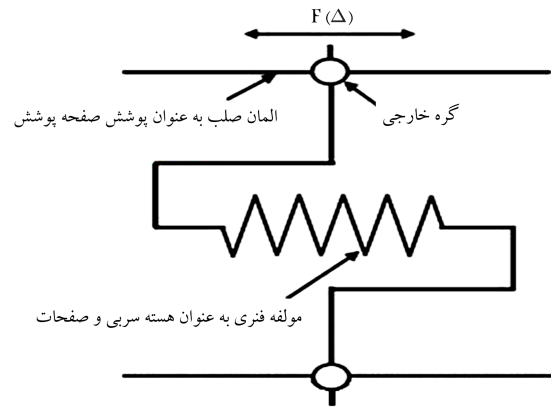 F (Δ)
گره خارجی
المان صلب به عنوان پوشش صفحه پوشش
مولفه فنری به عنوان هسته سربی و صفحات